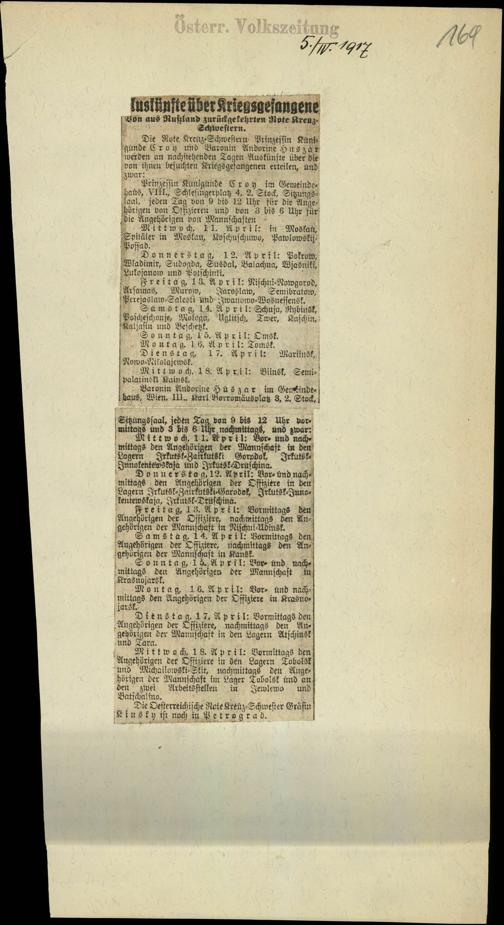 Österr. Volkszeitung
5./IV. 1917
169
Auskünfte über Kriegsgefangene
Von aus Rußland zurückgekehrten Rote Kreuz-
Schwestern.
Die Rote Kreuz-Schwestern Prinzessin Kuni-
gunde Croy und Baronin Andorine Huszar
werden an nachstehenden Tagen Auskünfte über die
von ihnen besuchten Kriegsgefangenen erteilen, und
zwar:
Prinzessin Kunigunde Croy im Gemeinde-
haus, VIII., Schlesingerplatz 4, 2. Stock, Sitzungs-
saal, jeden Tag von 9 bis 12 Uhr für die Ange-
hörigen von Offizieren und von 3 bis 6 Uhr für
die Angehörigen von Mannschaften
Mittwoch, 11. April: in Moskau,
Spitäler in Moskau, Koschuchuwo, Pawlowskij-
Possad.
Donnerstag, 12. April: Pokrow,
Wladimir, Sudogda, Susdal, Balachna, Wjasniki,
Lukojanow und Potschinki.
Freitag, 13. April: Nischni-Nowgorod,
Arsamas, Murow, Jaroslaw, Semibratow,
Perejaslaw-Salesti und Iwanowo-Wosnessensk.
Samstag, 14. April: Schuja, Rybinsk,
Poschechonje, Mologa, Uglitsch, Twer, Kaschin,
Kaljasin und Beschetzk.
Sonntag, 15. April: Omsk.
Montag, 16. April: Tomsk.
Dienstag, 17. April: Mariinsk,
Nowo-Nikolajewsk.
Mittwoch, 18. April: Biinsk, Semi-
palatinsk, Kainsk.
Baronin Andorine Huszar im Gemeinde-
haus, Wien, III., Karl Borromäusplatz 3, 2. Stock,
Sitzungssaal, jeden Tag von 9 bis 12 Uhr vor-
mittags und 3 bis 6 Uhr nachmittags, und zwar:
Mittwoch, 11. April: Vor- und nach-
mittags den Angehörigen der Mannschaft in den
Lagern Irkutsk-Zairkutski Gorodok, Irkutsk-
Innokentewskaja und Irkutsk-Druschina.
Donnerstag, 12. April: Vor- und nach-
mittags den Angehörigen der Offiziere in den
Lagern Irkutsk-Zairkutski-Gorodok, Irkutsk-Inno-
kentewskaja, Irkutsk-Druschina.
Freitag, 13. April: Vormittags den
Angehörigen der Offiziere, nachmittags den An-
gehörigen der Mannschaft in Nischni-Udinsk.
Samstag, 14. April: Vormittags den
Angehörigen der Offiziere, nachmittags den An-
gehörigen der Mannschaft in Kansk.
Sonntag, 15. April: Vor- und nach-
mittags den Angehörigen der Mannschaft in
Krasnojarsk.
Montag, 16. April: Vor- und nach-
mittags den Angehörigen der Offiziere in Krasno-
jarsk.
Dienstag, 17. April: Vormittags den
Angehörigen der Offiziere, nachmittags den An-
gehörigen der Mannschaft in den Lagern Atschinsk
und Tara.
Mittwoch, 18. April: Vormittags den
Angehörigen der Offiziere in den Lagern Tobolsk
und Michailowski-Skit, nachmittags den Ange-
hörigen der Mannschaft im Lager Tobolsk und an
den zwei Arbeitsstellen in Jewlewo und
Batschalino.
Die Oesterreichische Rote Kreuz-Schwester Gräfin
Kinsky ist noch in Petrograd.